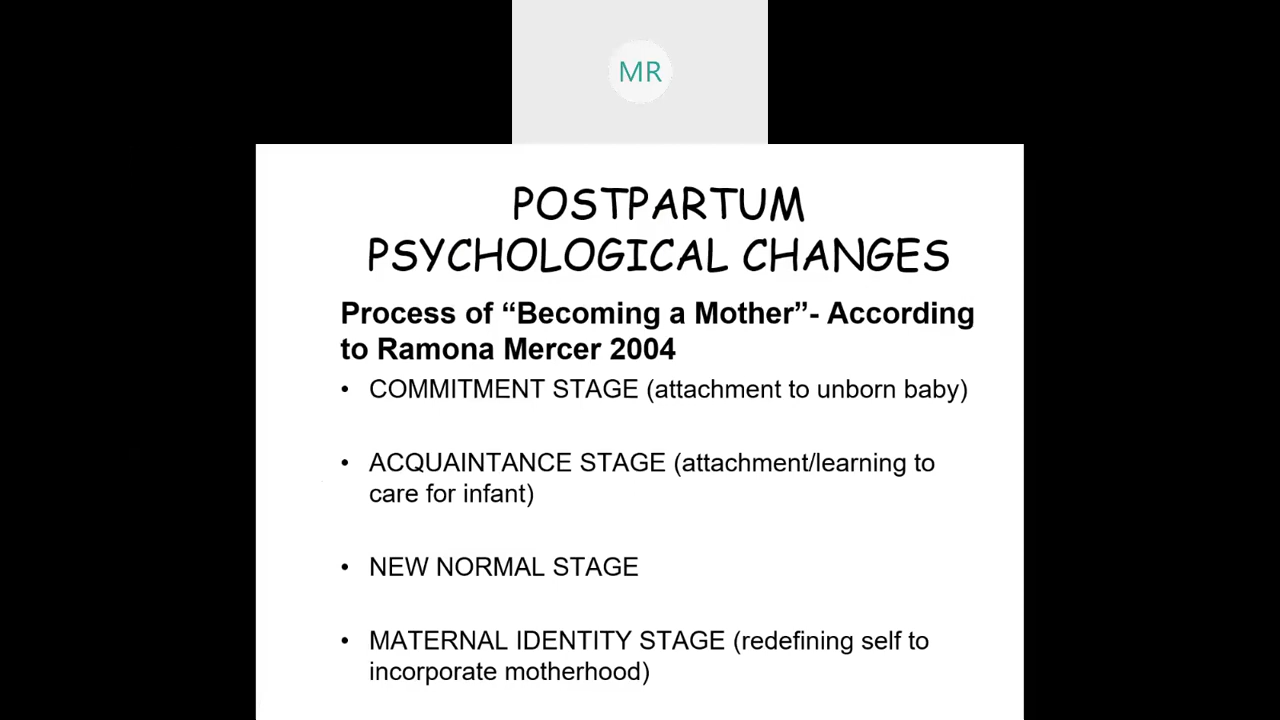 MR
POSTPARTUM
PSYCHOLOGICAL CHANGES
Process of “Becoming a Mother”- According
to Ramona Mercer 2004
• COMMITMENT STAGE (attachment to unborn baby)
• ACQUAINTANCE STAGE (attachment/learning to
care for infant)
• NEW NORMAL STAGE
• MATERNAL IDENTITY STAGE (redefining self to
incorporate motherhood)